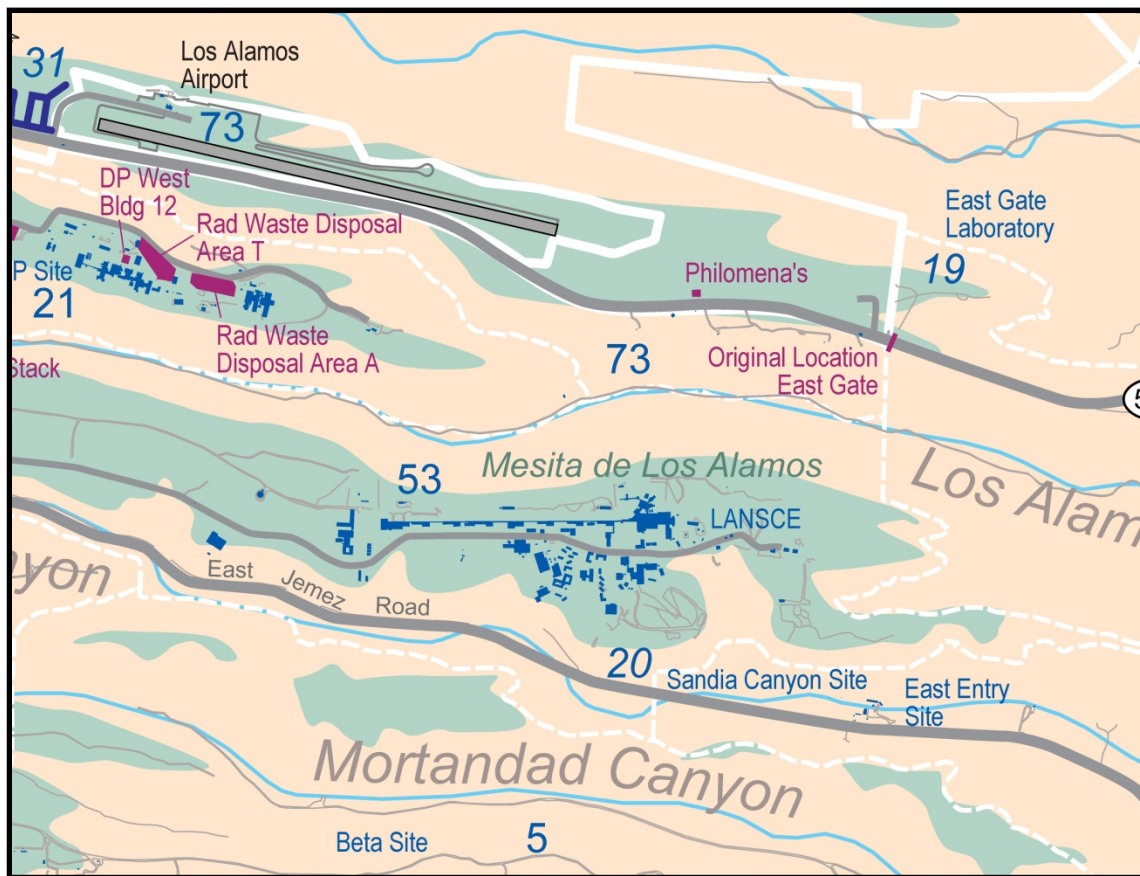 31
Los Alamos
Airport
73
DP West
Bldg 12
Rad Waste Disposal
Area T
East Gate
Laboratory
19
P Site
21
Philomena's
Rad Waste
Disposal Area A
Stack
73
Original Location
East Gate
5
53
Mesita de Los Alamos
Los Alam
LANSCE
nyon
East Jemez Road
20
Sandia Canyon Site
East Entry
Site
Mortandad Canyon
Beta Site
5